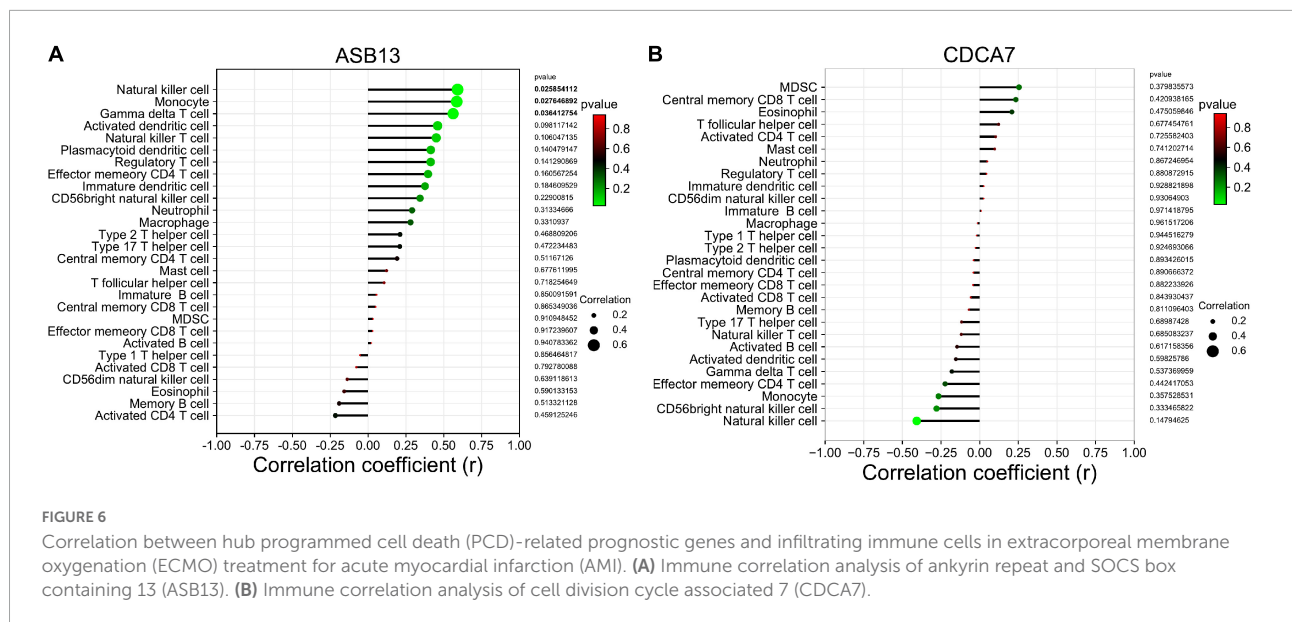 A
ASB13
pvalue
Natural killer cell 0.025854112
Monocyte 0.027646892
Gamma delta T cell 0.036412754
Activated dendritic cell 0.098117142
Natural killer T cell 0.106047135
Plasmacytoid dendritic cell 0.140479147
Regulatory T cell 0.141290869
Effector memeory CD4 T cell 0.160567254
Immature dendritic cell 0.184609529
CD56bright natural killer cell 0.22900815
Neutrophil 0.31334666
Macrophage 0.3310937
Type 2 T helper cell 0.468809206
Type 17 T helper cell 0.472234483
Central memory CD4 T cell 0.51167126
Mast cell 0.677611995
T follicular helper cell 0.718254649
Immature B cell 0.850091591
Central memory CD8 T cell 0.865349036
MDSC 0.910948452
Effector memeory CD8 T cell 0.917239607
Activated B cell 0.940783362
Type 1 T helper cell 0.856464817
Activated CD8 T cell 0.792780088
CD56dim natural killer cell 0.639118613
Eosinophil 0.590133153
Memory B cell 0.513321128
Activated CD4 T cell 0.459125246
-1.00 -0.75 -0.50 -0.25 0.00 0.25 0.50 0.75 1.00
Correlation coefficient (r)
pvalue
0.8
0.6
0.4
0.2
Correlation
0.2
0.4
0.6
B
CDCA7
pvalue
MDSC 0.379835573
Central memory CD8 T cell 0.420938165
Eosinophil 0.475059846
T follicular helper cell 0.677454761
Activated CD4 T cell 0.725582403
Mast cell 0.741202714
Neutrophil 0.867246954
Regulatory T cell 0.880872915
Immature dendritic cell 0.928821898
CD56dim natural killer cell 0.93064903
Immature B cell 0.971418795
Macrophage 0.961517206
Type 1 T helper cell 0.944516279
Type 2 T helper cell 0.924693066
Plasmacytoid dendritic cell 0.893426015
Central memory CD4 T cell 0.890666372
Effector memeory CD8 T cell 0.882233926
Activated CD8 T cell 0.843930437
Memory B cell 0.811096403
Type 17 T helper cell 0.68987428
Natural killer T cell 0.685083237
Activated B cell 0.617158356
Activated dendritic cell 0.59825786
Gamma delta T cell 0.537369959
Effector memeory CD4 T cell 0.442417053
Monocyte 0.357528531
CD56bright natural killer cell 0.333465822
Natural killer cell 0.14794625
-1.00 -0.75 -0.50 -0.25 0.00 0.25 0.50 0.75 1.00
Correlation coefficient (r)
pvalue
0.8
0.6
0.4
0.2
Correlation
0.2
0.4
0.6
FIGURE 6
Correlation between hub programmed cell death (PCD)-related prognostic genes and infiltrating immune cells in extracorporeal membrane
oxygenation (ECMO) treatment for acute myocardial infarction (AMI). (A) Immune correlation analysis of ankyrin repeat and SOCS box
containing 13 (ASB13). (B) Immune correlation analysis of cell division cycle associated 7 (CDCA7).